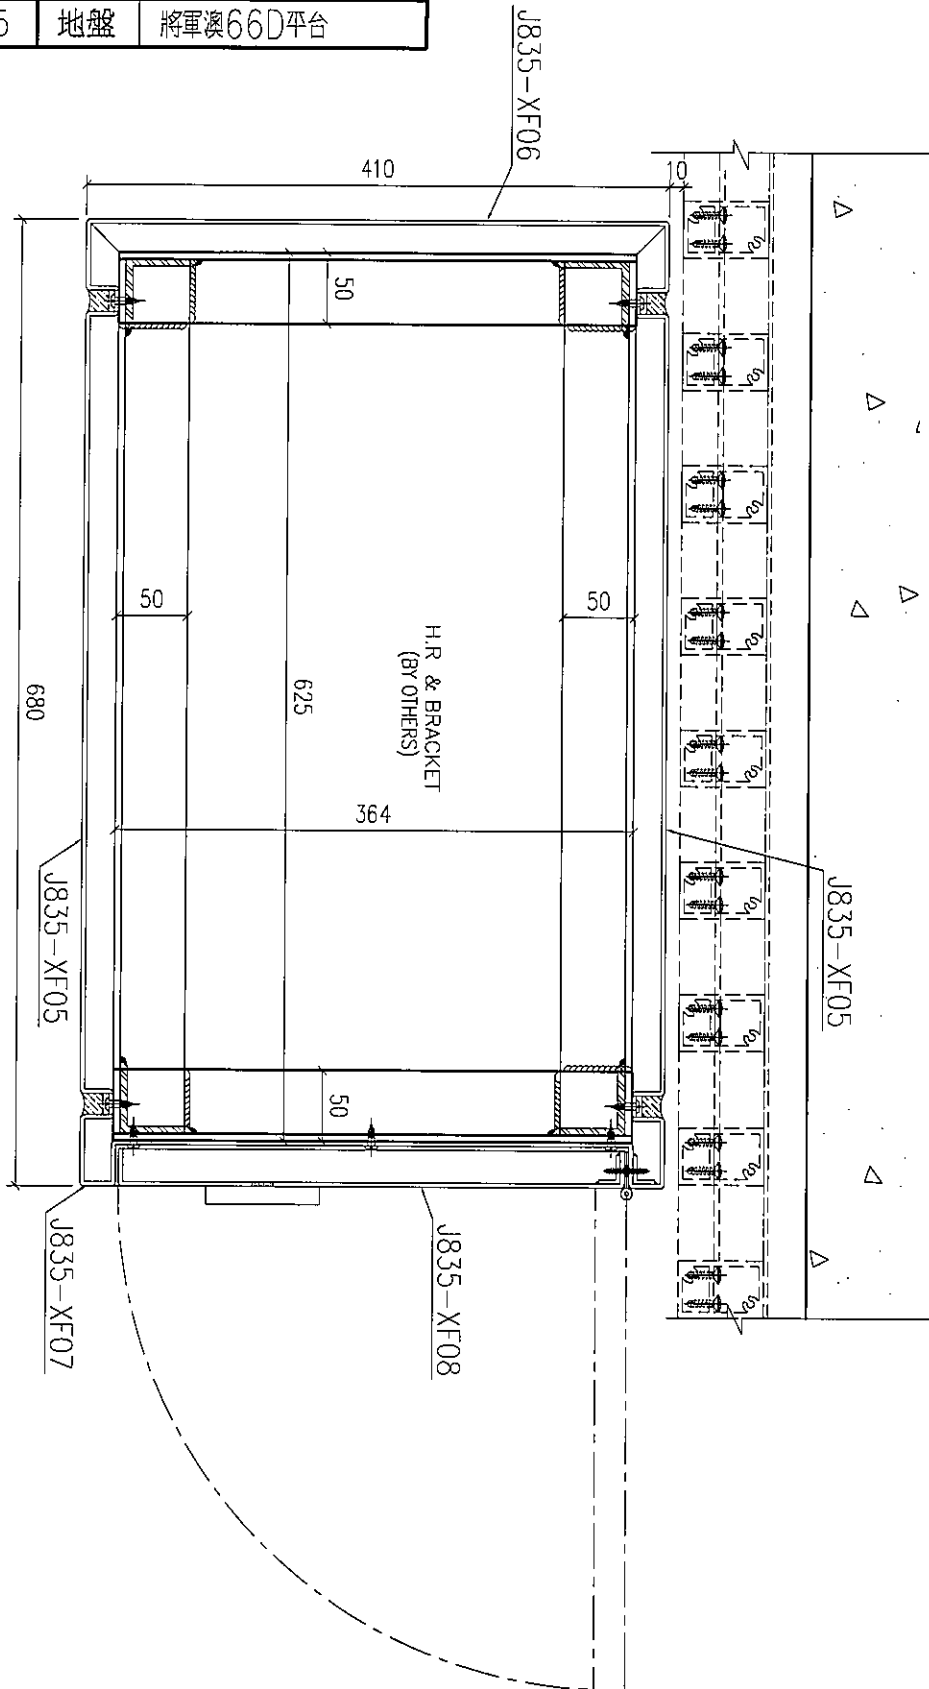 5 地盤 將軍澳66D平台
J835-XF06
410
10
50
50
50
H.R & BRACKET
(BY OTHERS)
625
680
364
J835-XF05
J835-XF05
50
J835-XF07
J835-XF08